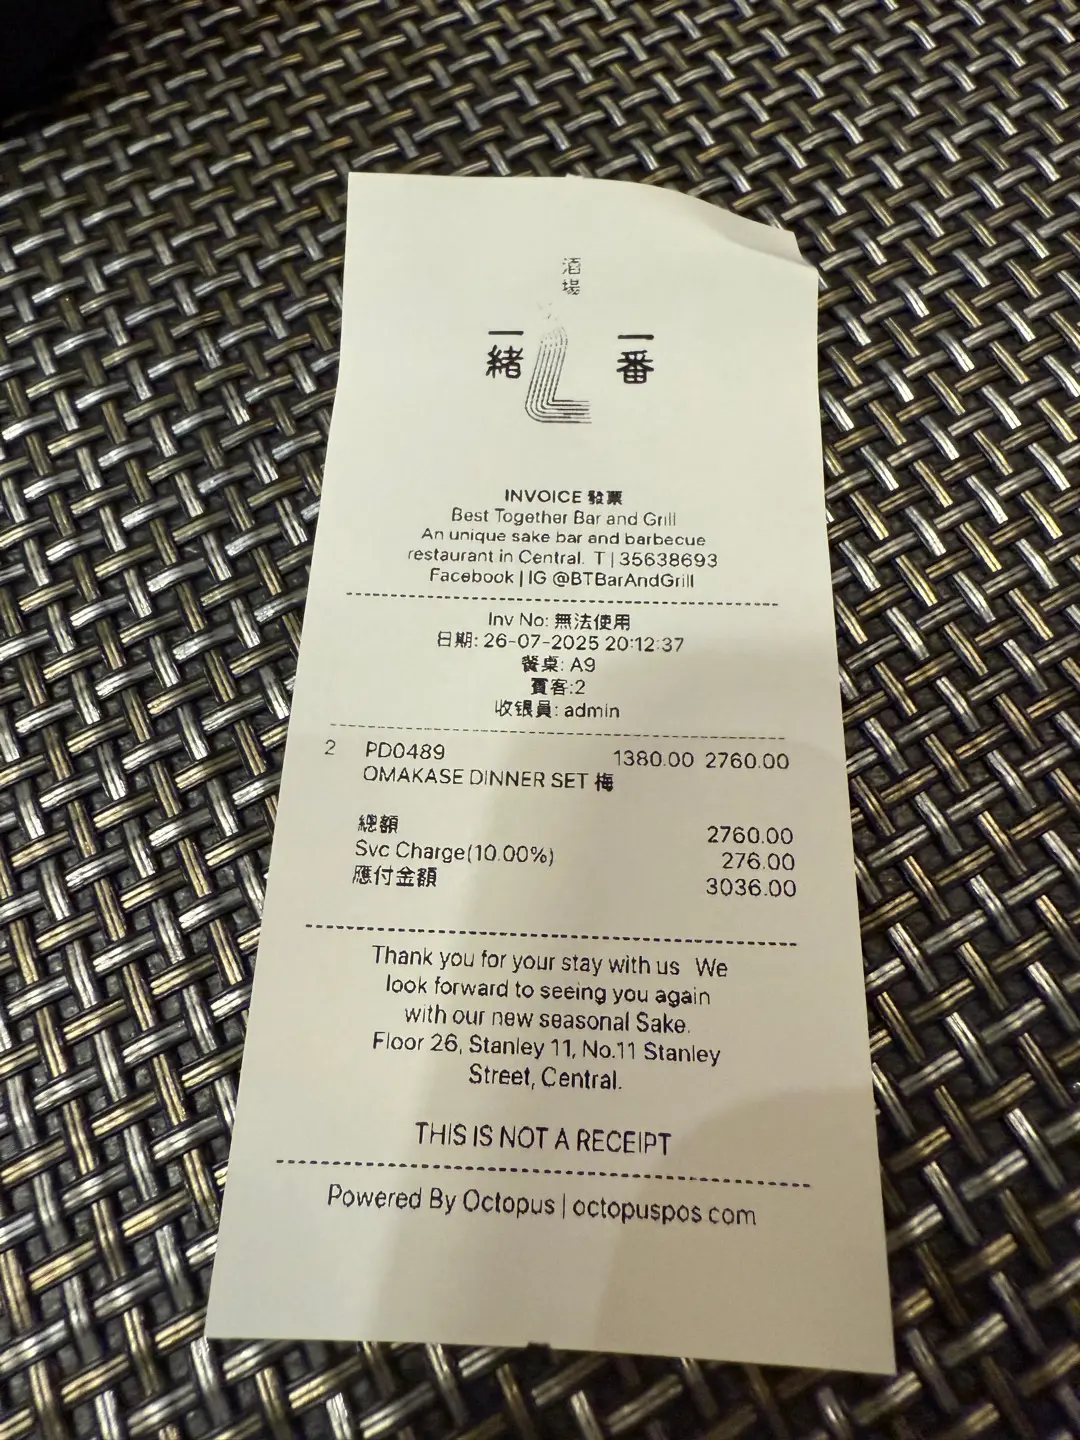 酒場
一緒
一番
INVOICE 發票
Best Together Bar and Grill
An unique sake bar and barbecue
restaurant in Central. T | 35638693
Facebook | IG @BTBarAndGrill
Inv No: 無法使用
日期: 26-07-2025 20:12:37
餐桌: A9
賓客:2
收银員: admin
2 PD0489 1380.00 2760.00
OMAKASE DINNER SET 梅
總額 2760.00
Svc Charge(10.00%) 276.00
應付金額 3036.00
Thank you for your stay with us We
look forward to seeing you again
with our new seasonal Sake.
Floor 26, Stanley 11, No.11 Stanley
Street, Central.
THIS IS NOT A RECEIPT
Powered By Octopus | octopuspos.com